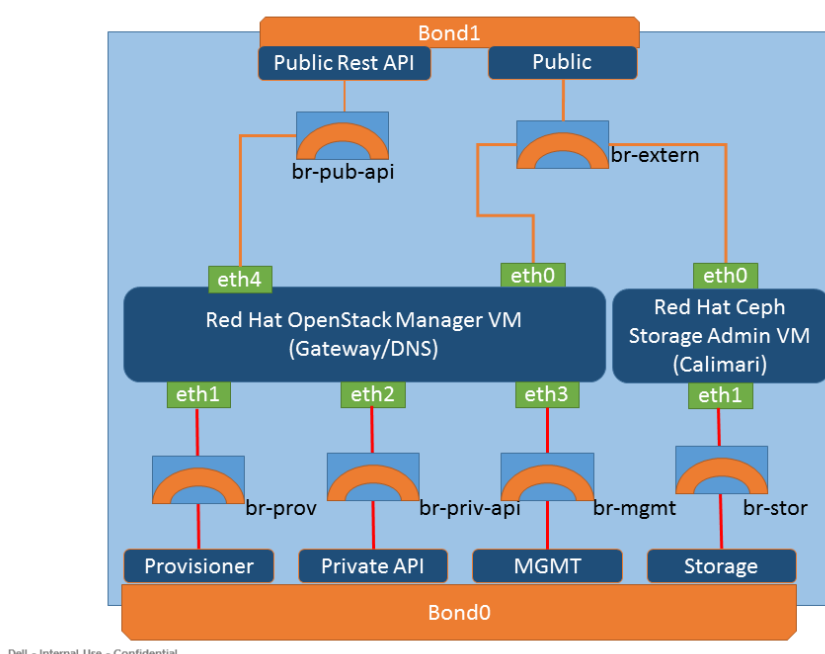 Bond1
Public Rest API
Public
br-pub-api
br-extern
eth4
eth0
eth0
Red Hat OpenStack Manager VM
(Gateway/DNS)
Red Hat Ceph
Storage Admin VM
(Calimari)
eth1
eth2
eth3
eth1
br-prov
br-priv-api
br-mgmt
br-stor
Provisioner
Private API
MGMT
Storage
Bond0
Dell - Internal Use - Confidential